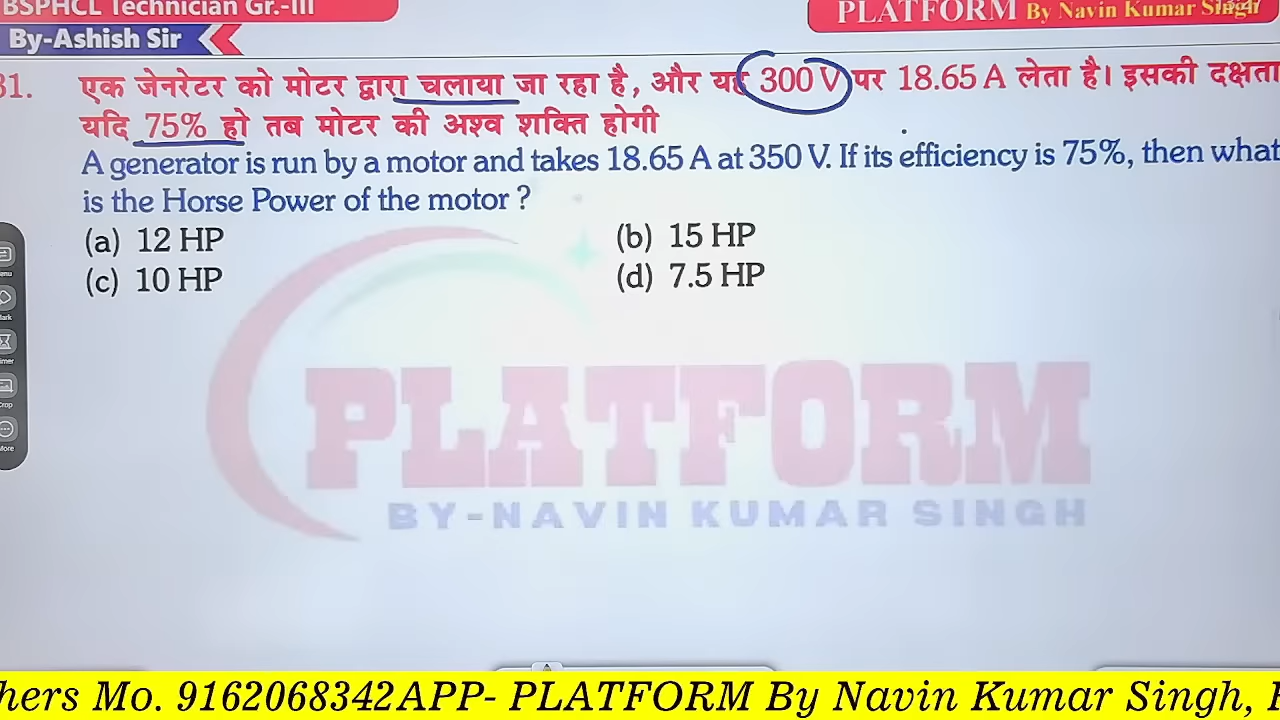 BSPHCL Technician Gr.-III
PLATFORM By Navin Kumar Singh
By-Ashish Sir
31. एक जेनरेटर को मोटर द्वारा चलाया जा रहा है, और यह 300 V पर 18.65 A लेता है। इसकी दक्षता
यदि 75% हो तब मोटर की अश्व शक्ति होगी
A generator is run by a motor and takes 18.65 A at 350 V. If its efficiency is 75%, then what
is the Horse Power of the motor ?
(a) 12 HP (b) 15 HP
(c) 10 HP (d) 7.5 HP
PLATFORM
BY-NAVIN KUMAR SINGH
hers Mo. 9162068342APP- PLATFORM By Navin Kumar Singh,